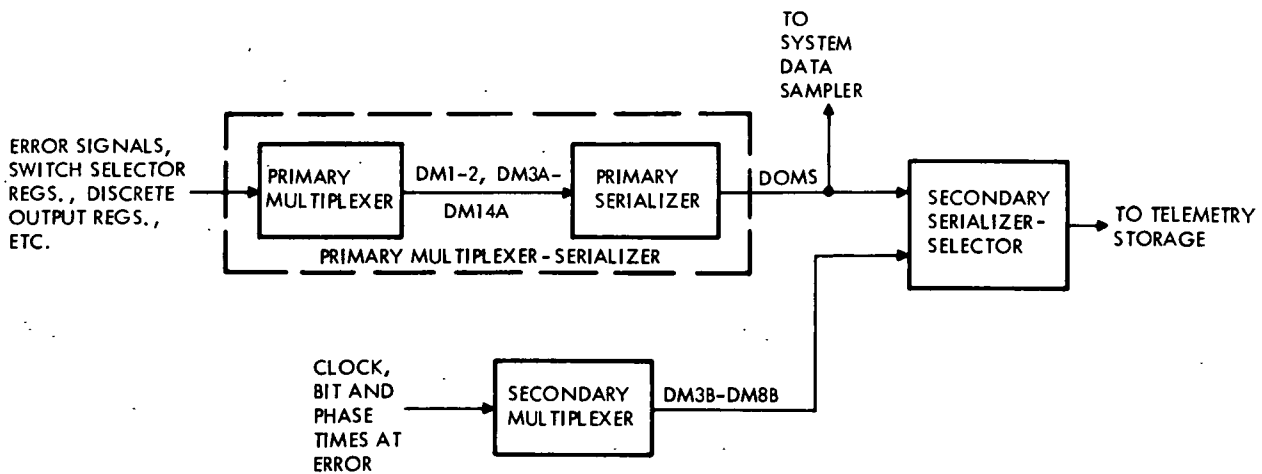 TO
SYSTEM
DATA
SAMPLER
ERROR SIGNALS,
SWITCH SELECTOR
REGS., DISCRETE
OUTPUT REGS.,
ETC.
PRIMARY
MULTIPLEXER
DM1-2, DM3A-
DM14A
PRIMARY
SERIALIZER
PRIMARY MULTIPLEXER-SERIALIZER
DOMS
SECONDARY
SERIALIZER-
SELECTOR
TO TELEMETRY
STORAGE
CLOCK,
BIT AND
PHASE
TIMES AT
ERROR
SECONDARY
MULTIPLEXER
DM3B-DM8B